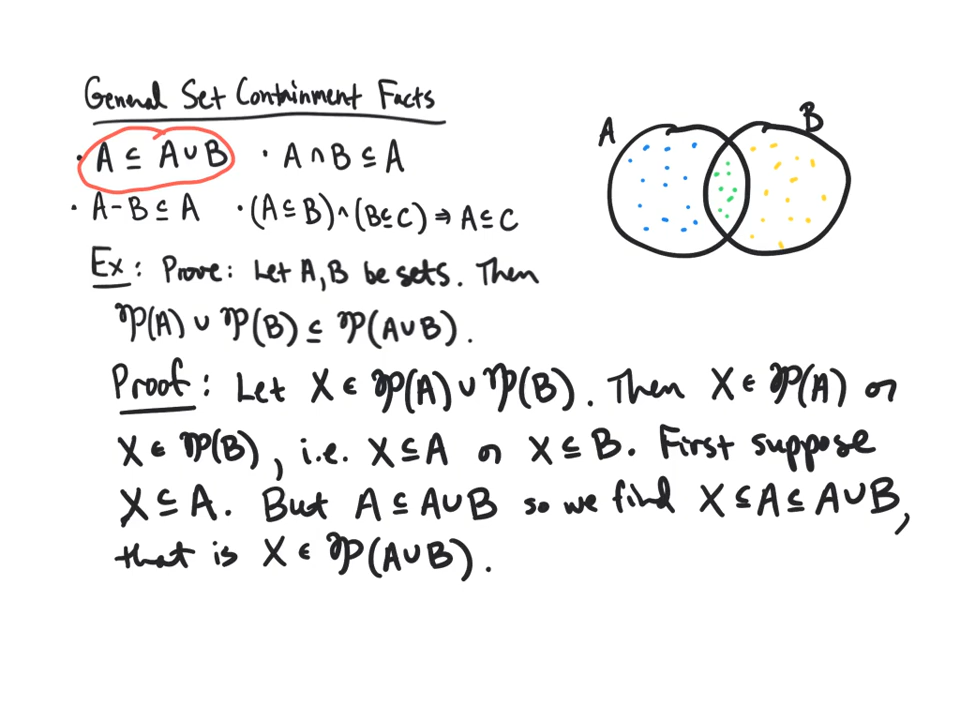 General Set Containment Facts
· A ⊆ A ∪ B · A ∩ B ⊆ A
· A - B ⊆ A · (A ⊆ B) ∧ (B ⊆ C) ⇒ A ⊆ C
Ex: Prove: Let A, B be sets. Then
𝒫(A) ∪ 𝒫(B) ⊆ 𝒫(A ∪ B).
Proof: Let X ∈ 𝒫(A) ∪ 𝒫(B). Then X ∈ 𝒫(A) or
X ∈ 𝒫(B), i.e. X ⊆ A or X ⊆ B. First suppose
X ⊆ A. But A ⊆ A ∪ B so we find X ⊆ A ⊆ A ∪ B,
that is X ∈ 𝒫(A ∪ B).
A
B